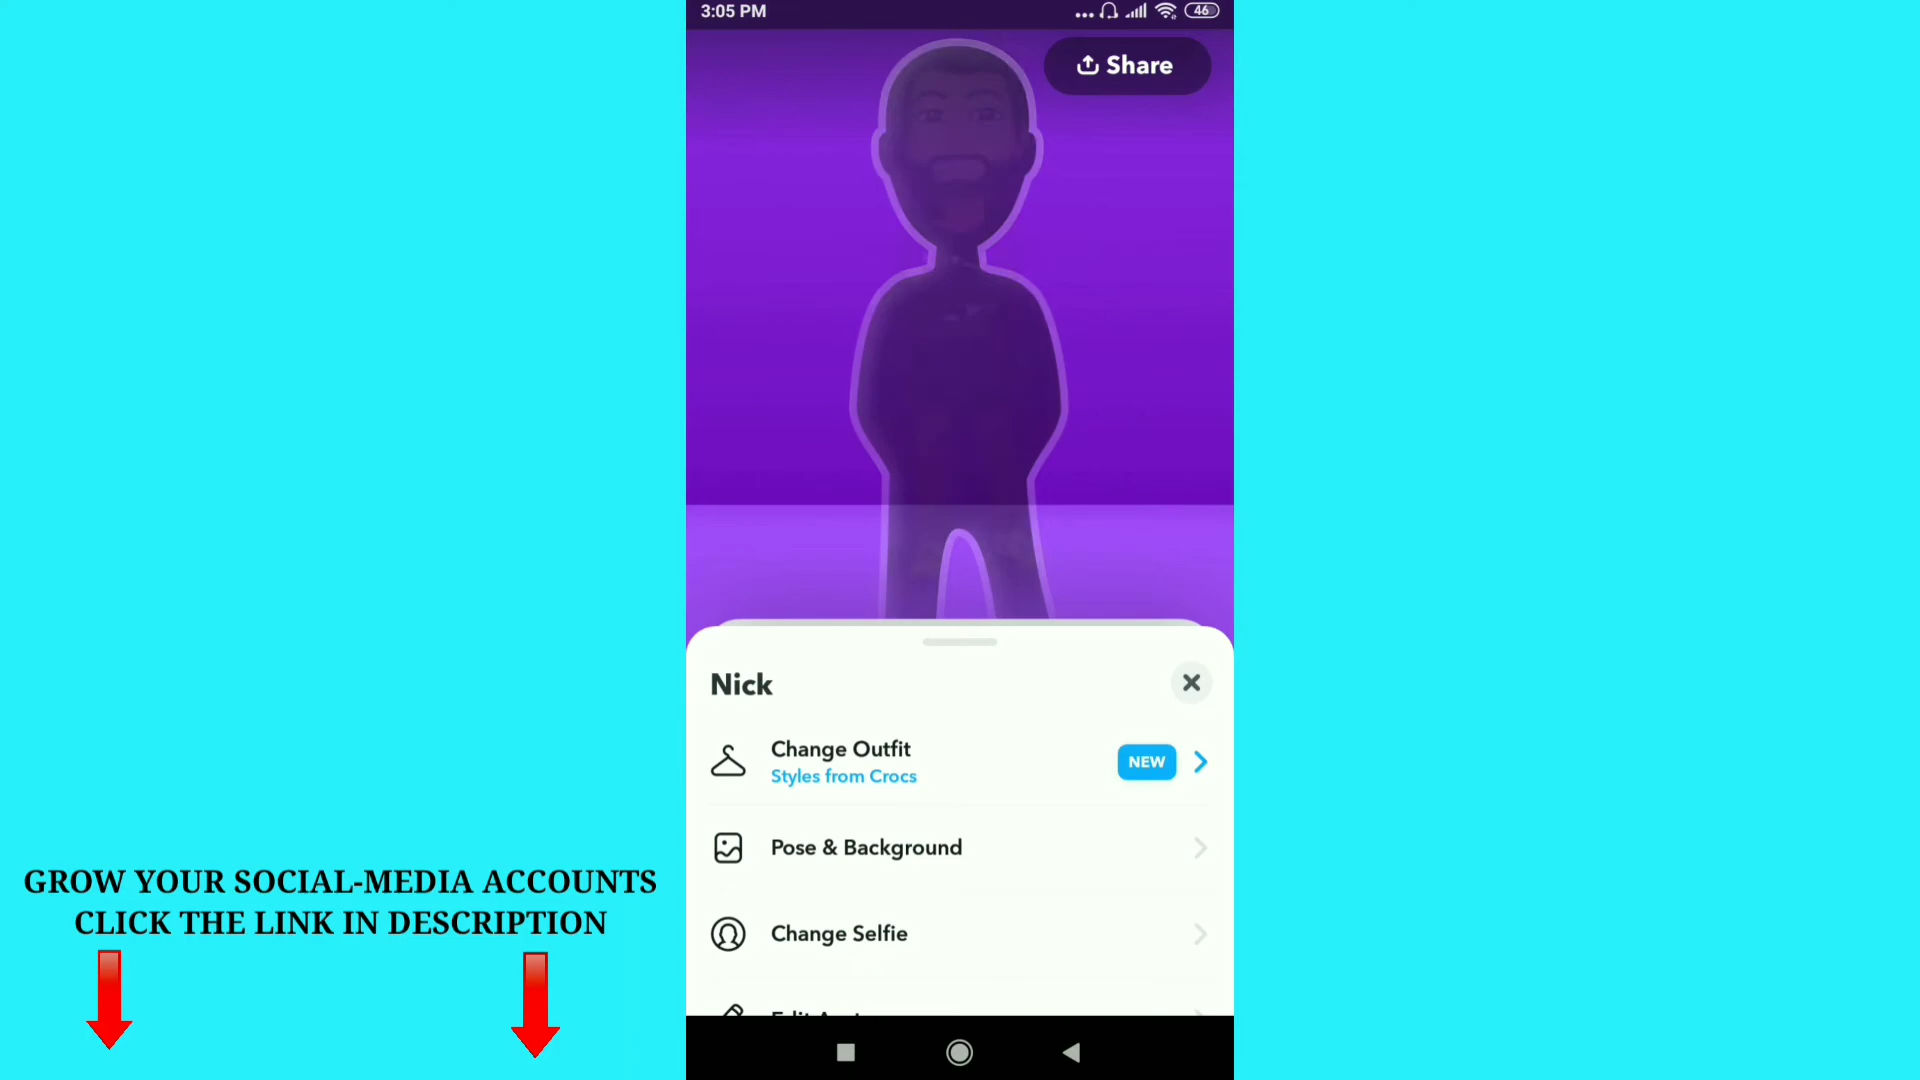 3:05 PM
46
Share
Nick
Change Outfit
Styles from Crocs
NEW
Pose & Background
Change Selfie
GROW YOUR SOCIAL-MEDIA ACCOUNTS
CLICK THE LINK IN DESCRIPTION